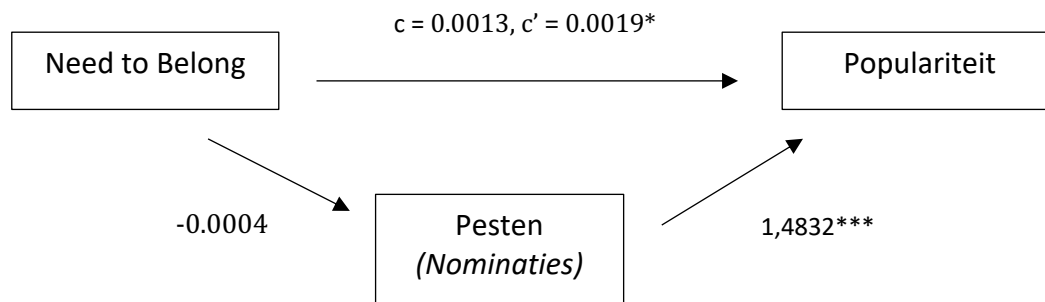 c = 0.0013, c’ = 0.0019*
Need to Belong
Populariteit
-0.0004
Pesten
(Nominaties)
1,4832***